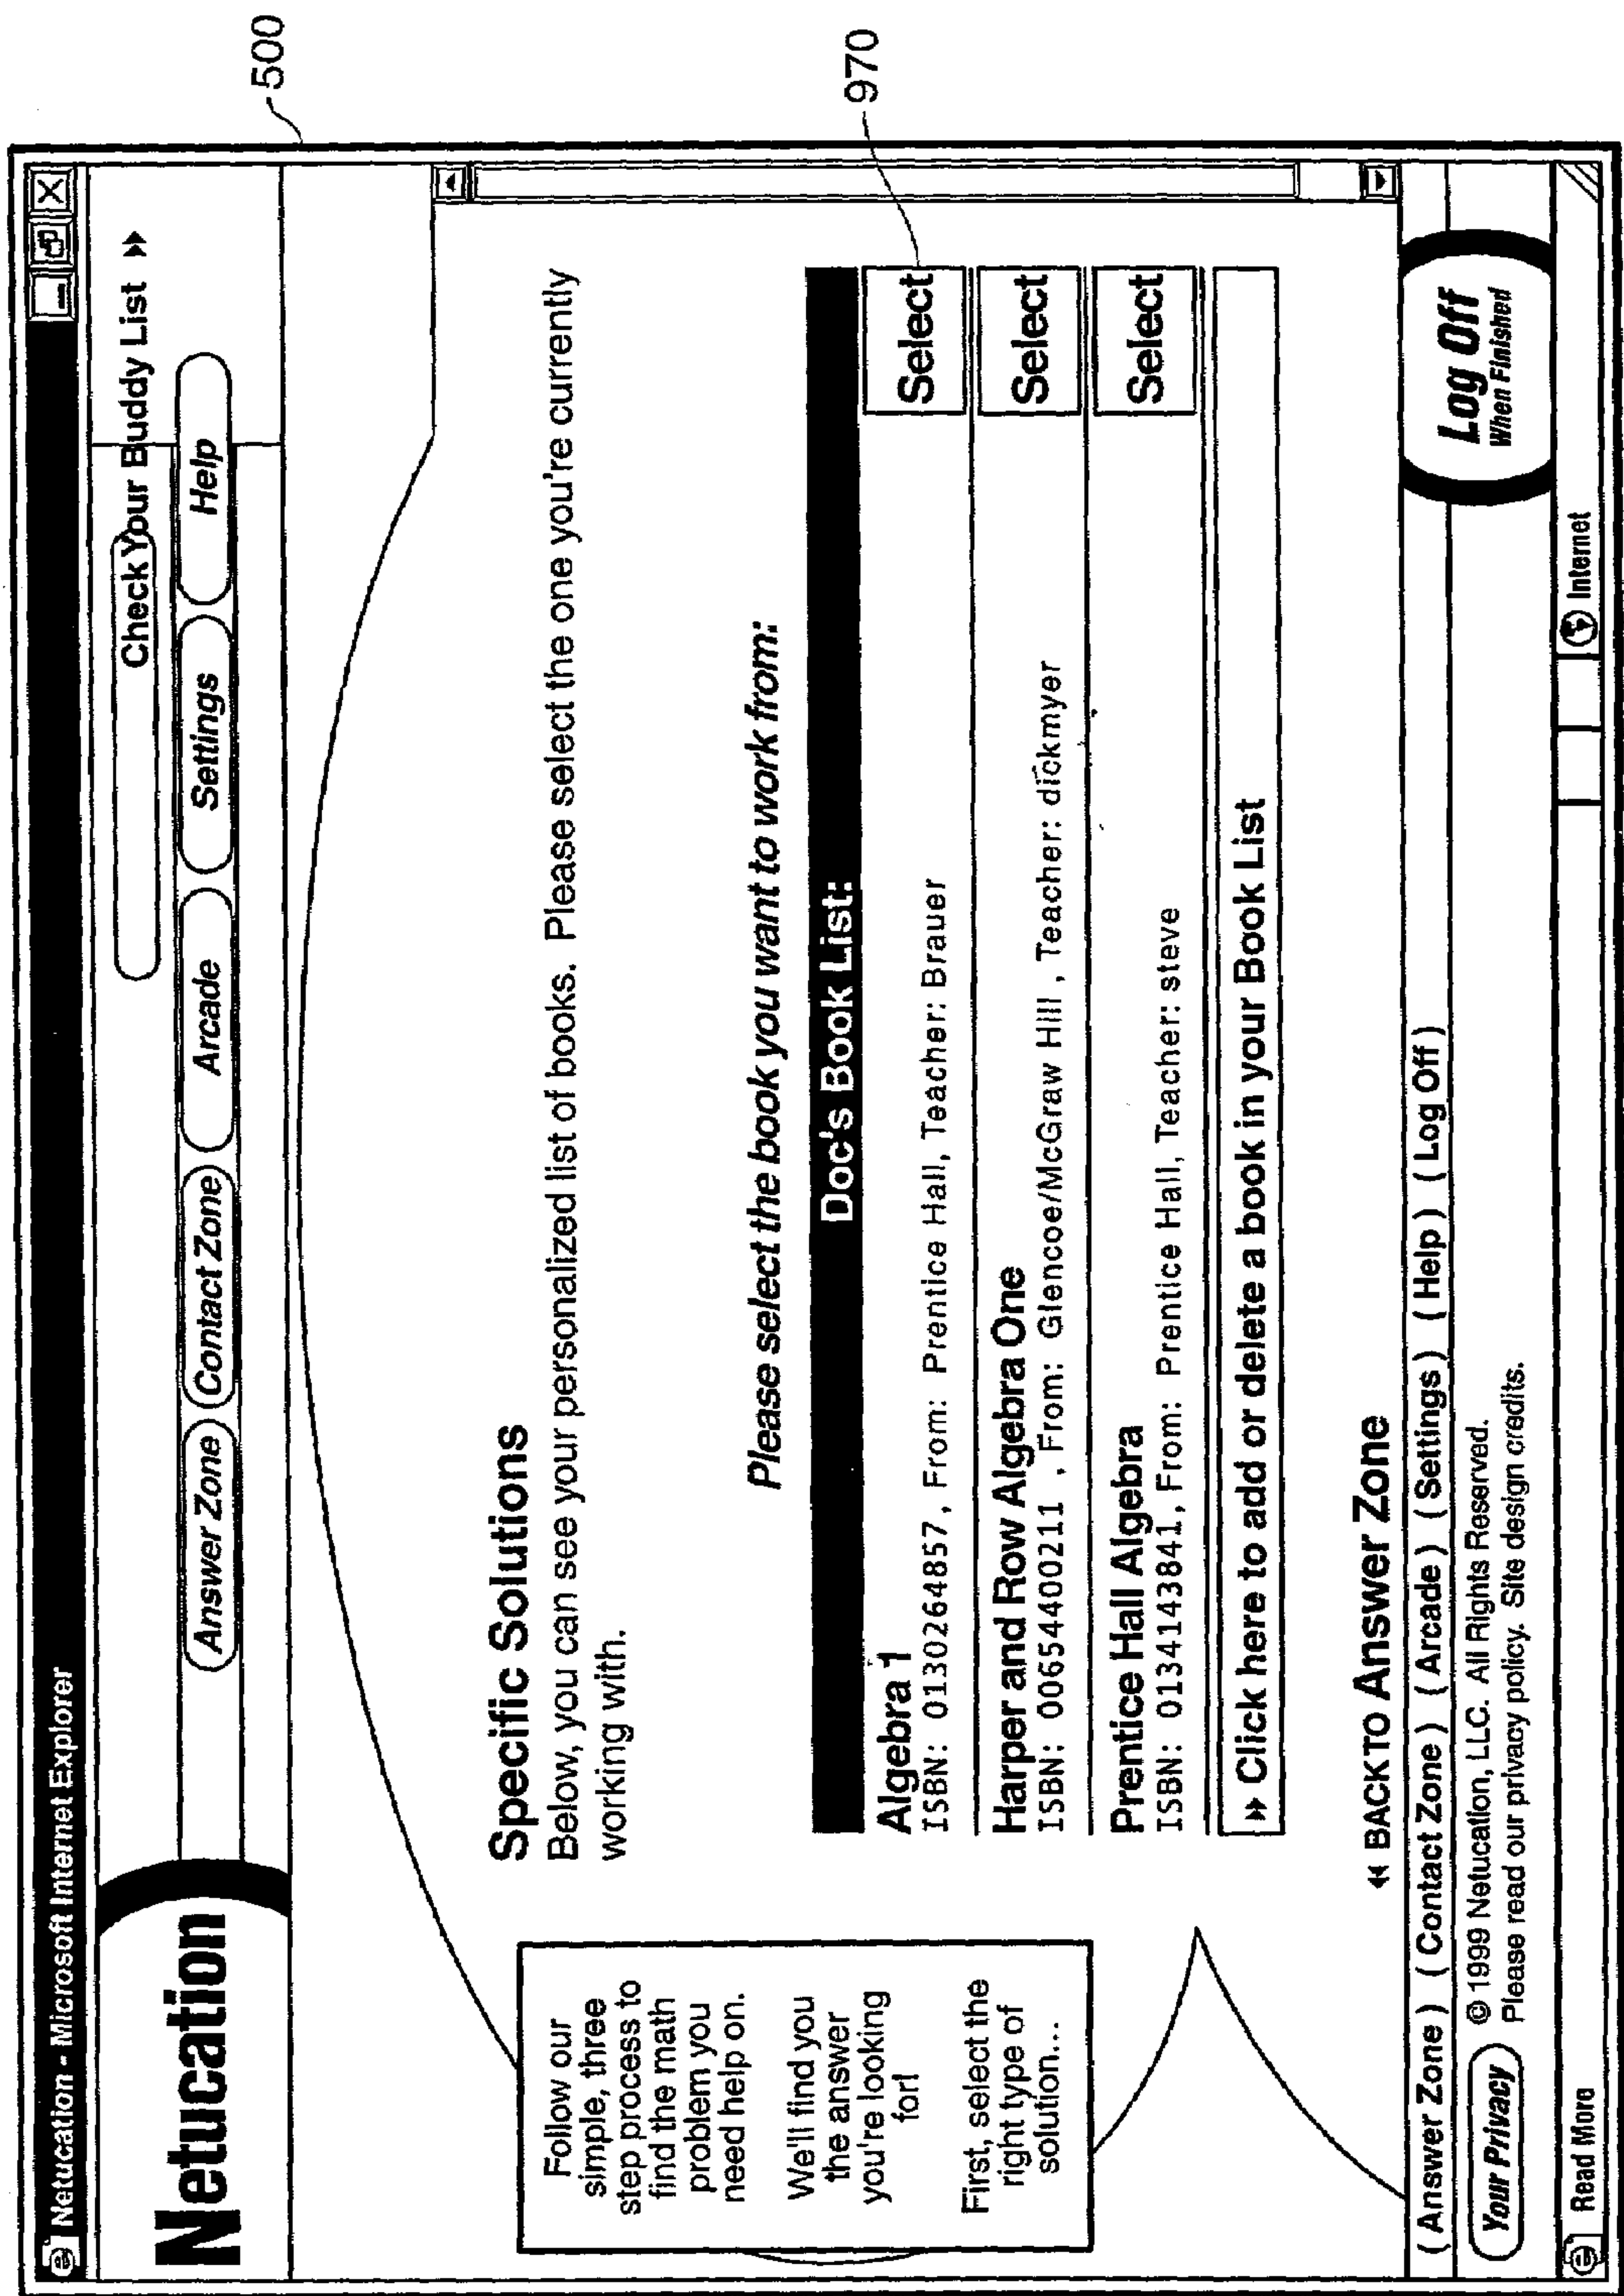 Netucation - Microsoft Internet Explorer
500
Netucation
Check Your Buddy List
Answer Zone
Contact Zone
Arcade
Settings
Help
Follow our
simple, three
step process to
find the math
problem you
need help on.
We'll find you
the answer
you're looking
for!
First, select the
right type of
solution...
Specific Solutions
Below, you can see your personalized list of books. Please select the one you're currently
working with.
Please select the book you want to work from:
Doc's Book List:
970
Algebra 1
ISBN: 0130264857, From: Prentice Hall, Teacher: Brauer
Select
Harper and Row Algebra One
ISBN: 0065440021​1 , From: Glencoe/McGraw Hill , Teacher: dickmyer
Select
Prentice Hall Algebra
ISBN: 0134143841, From: Prentice Hall, Teacher: steve
Select
Click here to add or delete a book in your Book List
BACK TO Answer Zone
( Answer Zone ) ( Contact Zone ) ( Arcade ) ( Settings ) ( Help ) ( Log Off )
Log Off
When Finished
Your Privacy
© 1999 Netucation, LLC. All Rights Reserved.
Please read our privacy policy. Site design credits.
Read More
Internet